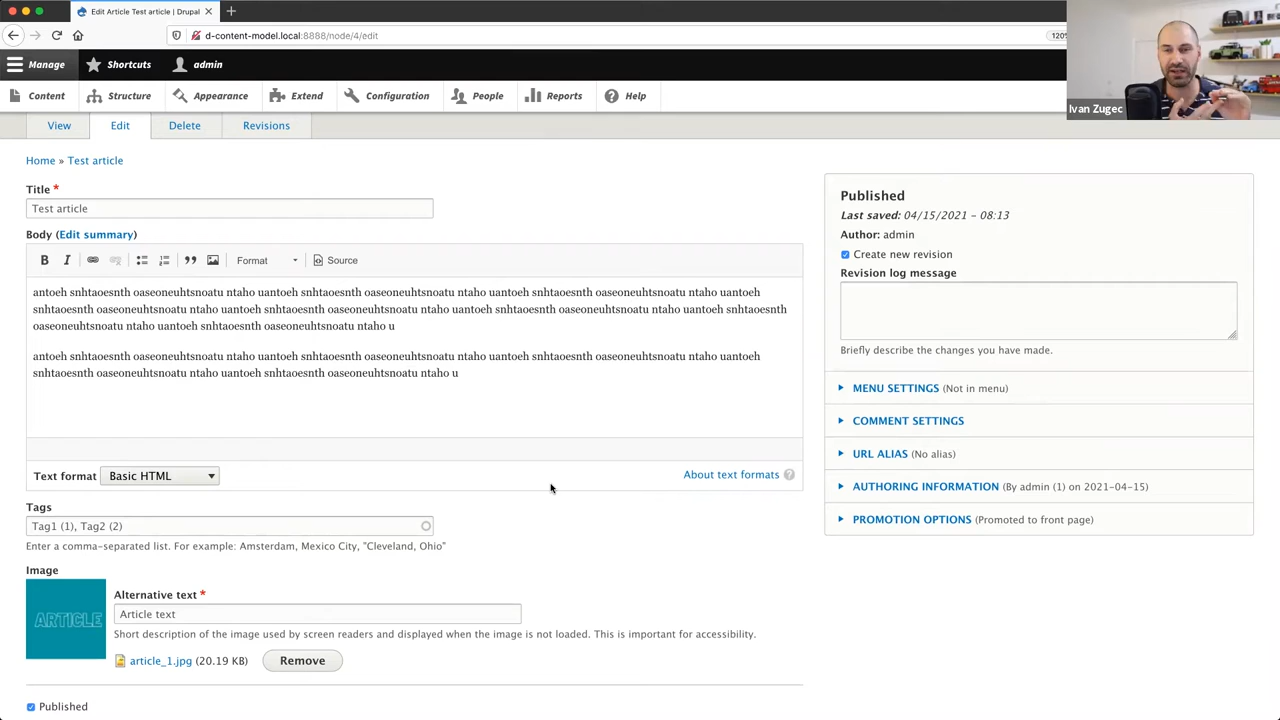 Edit Article Test article | Drupal
d-content-model.local:8888/node/4/edit
120%
Manage
Shortcuts
admin
Ivan Zugec
Content
Structure
Appearance
Extend
Configuration
People
Reports
Help
View
Edit
Delete
Revisions
Home » Test article
Title *
Test article
Body (Edit summary)
Format
Source
antoeh snhtaoesnth oaseoneuhtsnoatu ntaho uantoeh snhtaoesnth oaseoneuhtsnoatu ntaho uantoeh snhtaoesnth oaseoneuhtsnoatu ntaho uantoeh
snhtaoesnth oaseoneuhtsnoatu ntaho uantoeh snhtaoesnth oaseoneuhtsnoatu ntaho uantoeh snhtaoesnth oaseoneuhtsnoatu ntaho uantoeh snhtaoesnth
oaseoneuhtsnoatu ntaho uantoeh snhtaoesnth oaseoneuhtsnoatu ntaho u
antoeh snhtaoesnth oaseoneuhtsnoatu ntaho uantoeh snhtaoesnth oaseoneuhtsnoatu ntaho uantoeh snhtaoesnth oaseoneuhtsnoatu ntaho uantoeh
snhtaoesnth oaseoneuhtsnoatu ntaho uantoeh snhtaoesnth oaseoneuhtsnoatu ntaho u
Text format
Basic HTML
About text formats
Tags
Tag1 (1), Tag2 (2)
Enter a comma-separated list. For example: Amsterdam, Mexico City, "Cleveland, Ohio"
Image
ARTICLE
Alternative text *
Article text
Short description of the image used by screen readers and displayed when the image is not loaded. This is important for accessibility.
article_1.jpg (20.19 KB)
Remove
Published
Published
Last saved: 04/15/2021 - 08:13
Author: admin
Create new revision
Revision log message
Briefly describe the changes you have made.
MENU SETTINGS (Not in menu)
COMMENT SETTINGS
URL ALIAS (No alias)
AUTHORING INFORMATION (By admin (1) on 2021-04-15)
PROMOTION OPTIONS (Promoted to front page)